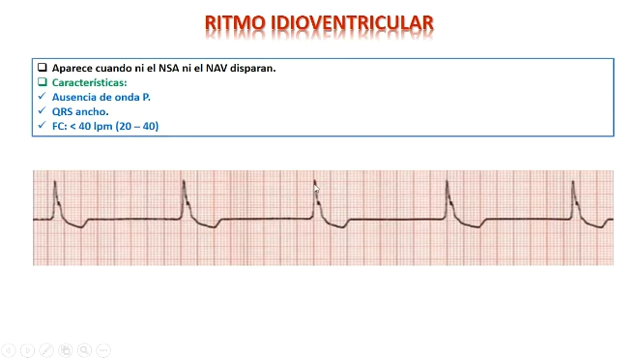 RITMO IDIOVENTRICULAR
Aparece cuando ni el NSA ni el NAV disparan.
Características:
Ausencia de onda P.
QRS ancho.
FC: < 40 lpm (20 – 40)